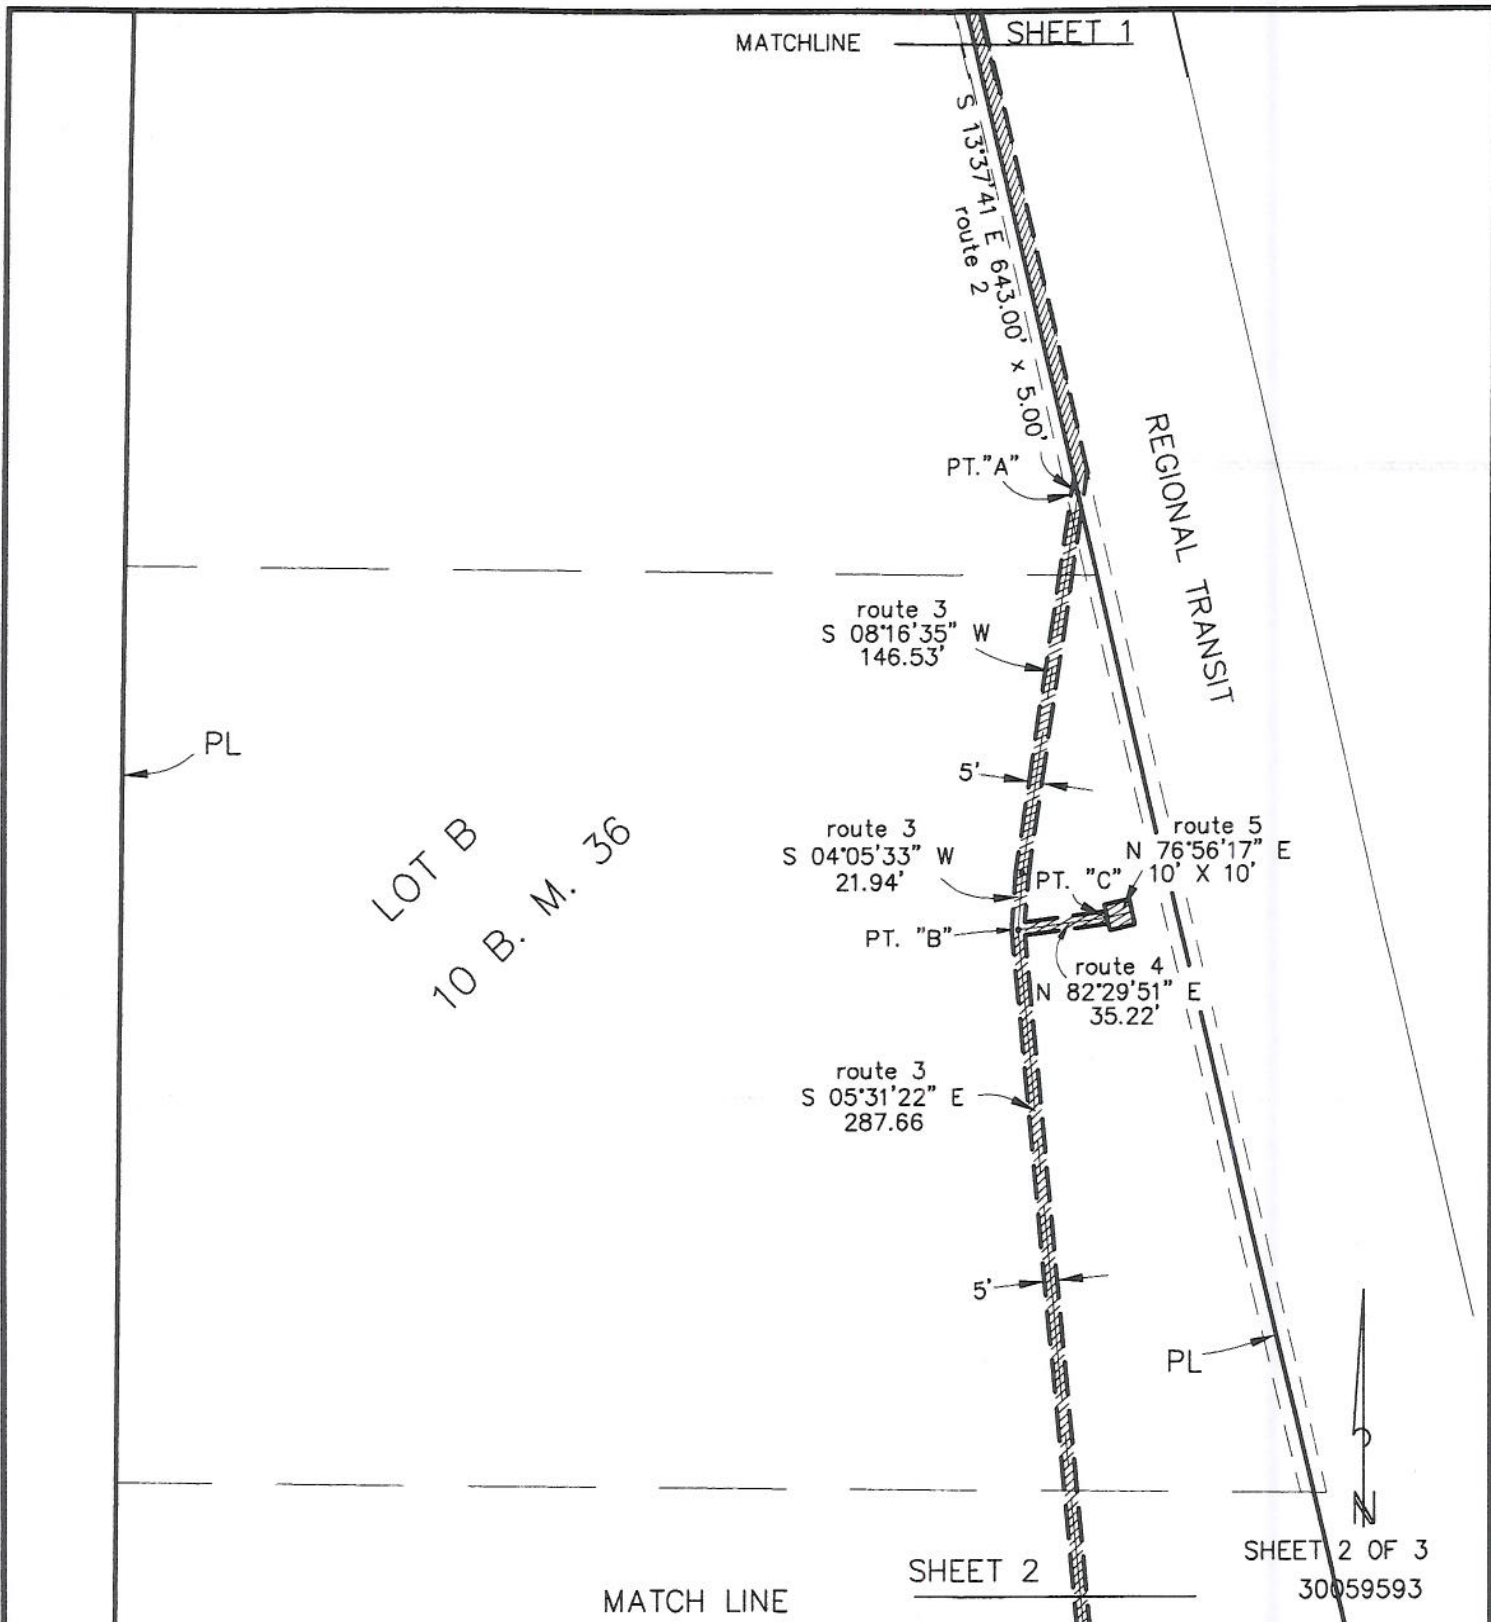 MATCHLINE
SHEET 1
S 13°37'41 E 643.00' x 5.00'
route 2
PT."A"
REGIONAL TRANSIT
route 3
S 08°16'35" W
146.53'
PL
5'
LOT B
10 B. M. 36
route 3
S 04°05'33" W
21.94'
route 5
N 76°56'17" E
10' X 10'
PT. "C"
PT. "B"
route 4
N 82°29'51" E
35.22'
route 3
S 05°31'22" E
287.66
5'
PL
N
SHEET 2 OF 3
30059593
SHEET 2
MATCH LINE